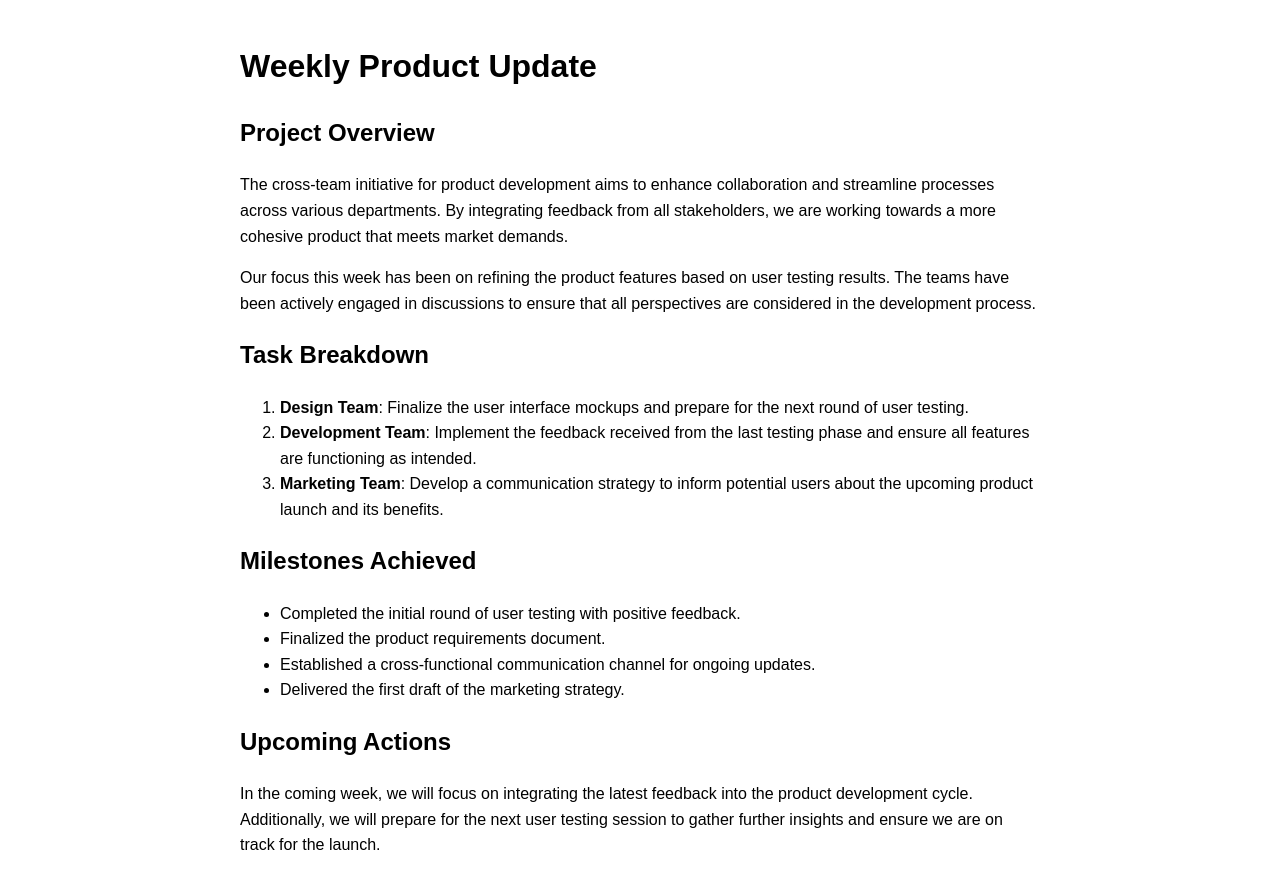 Weekly Product Update
Project Overview
The cross-team initiative for product development aims to enhance collaboration and streamline processes
across various departments. By integrating feedback from all stakeholders, we are working towards a more
cohesive product that meets market demands.
Our focus this week has been on refining the product features based on user testing results. The teams have
been actively engaged in discussions to ensure that all perspectives are considered in the development process.
Task Breakdown
1. Design Team: Finalize the user interface mockups and prepare for the next round of user testing.
2. Development Team: Implement the feedback received from the last testing phase and ensure all features
are functioning as intended.
3. Marketing Team: Develop a communication strategy to inform potential users about the upcoming product
launch and its benefits.
Milestones Achieved
• Completed the initial round of user testing with positive feedback.
• Finalized the product requirements document.
• Established a cross-functional communication channel for ongoing updates.
• Delivered the first draft of the marketing strategy.
Upcoming Actions
In the coming week, we will focus on integrating the latest feedback into the product development cycle.
Additionally, we will prepare for the next user testing session to gather further insights and ensure we are on
track for the launch.